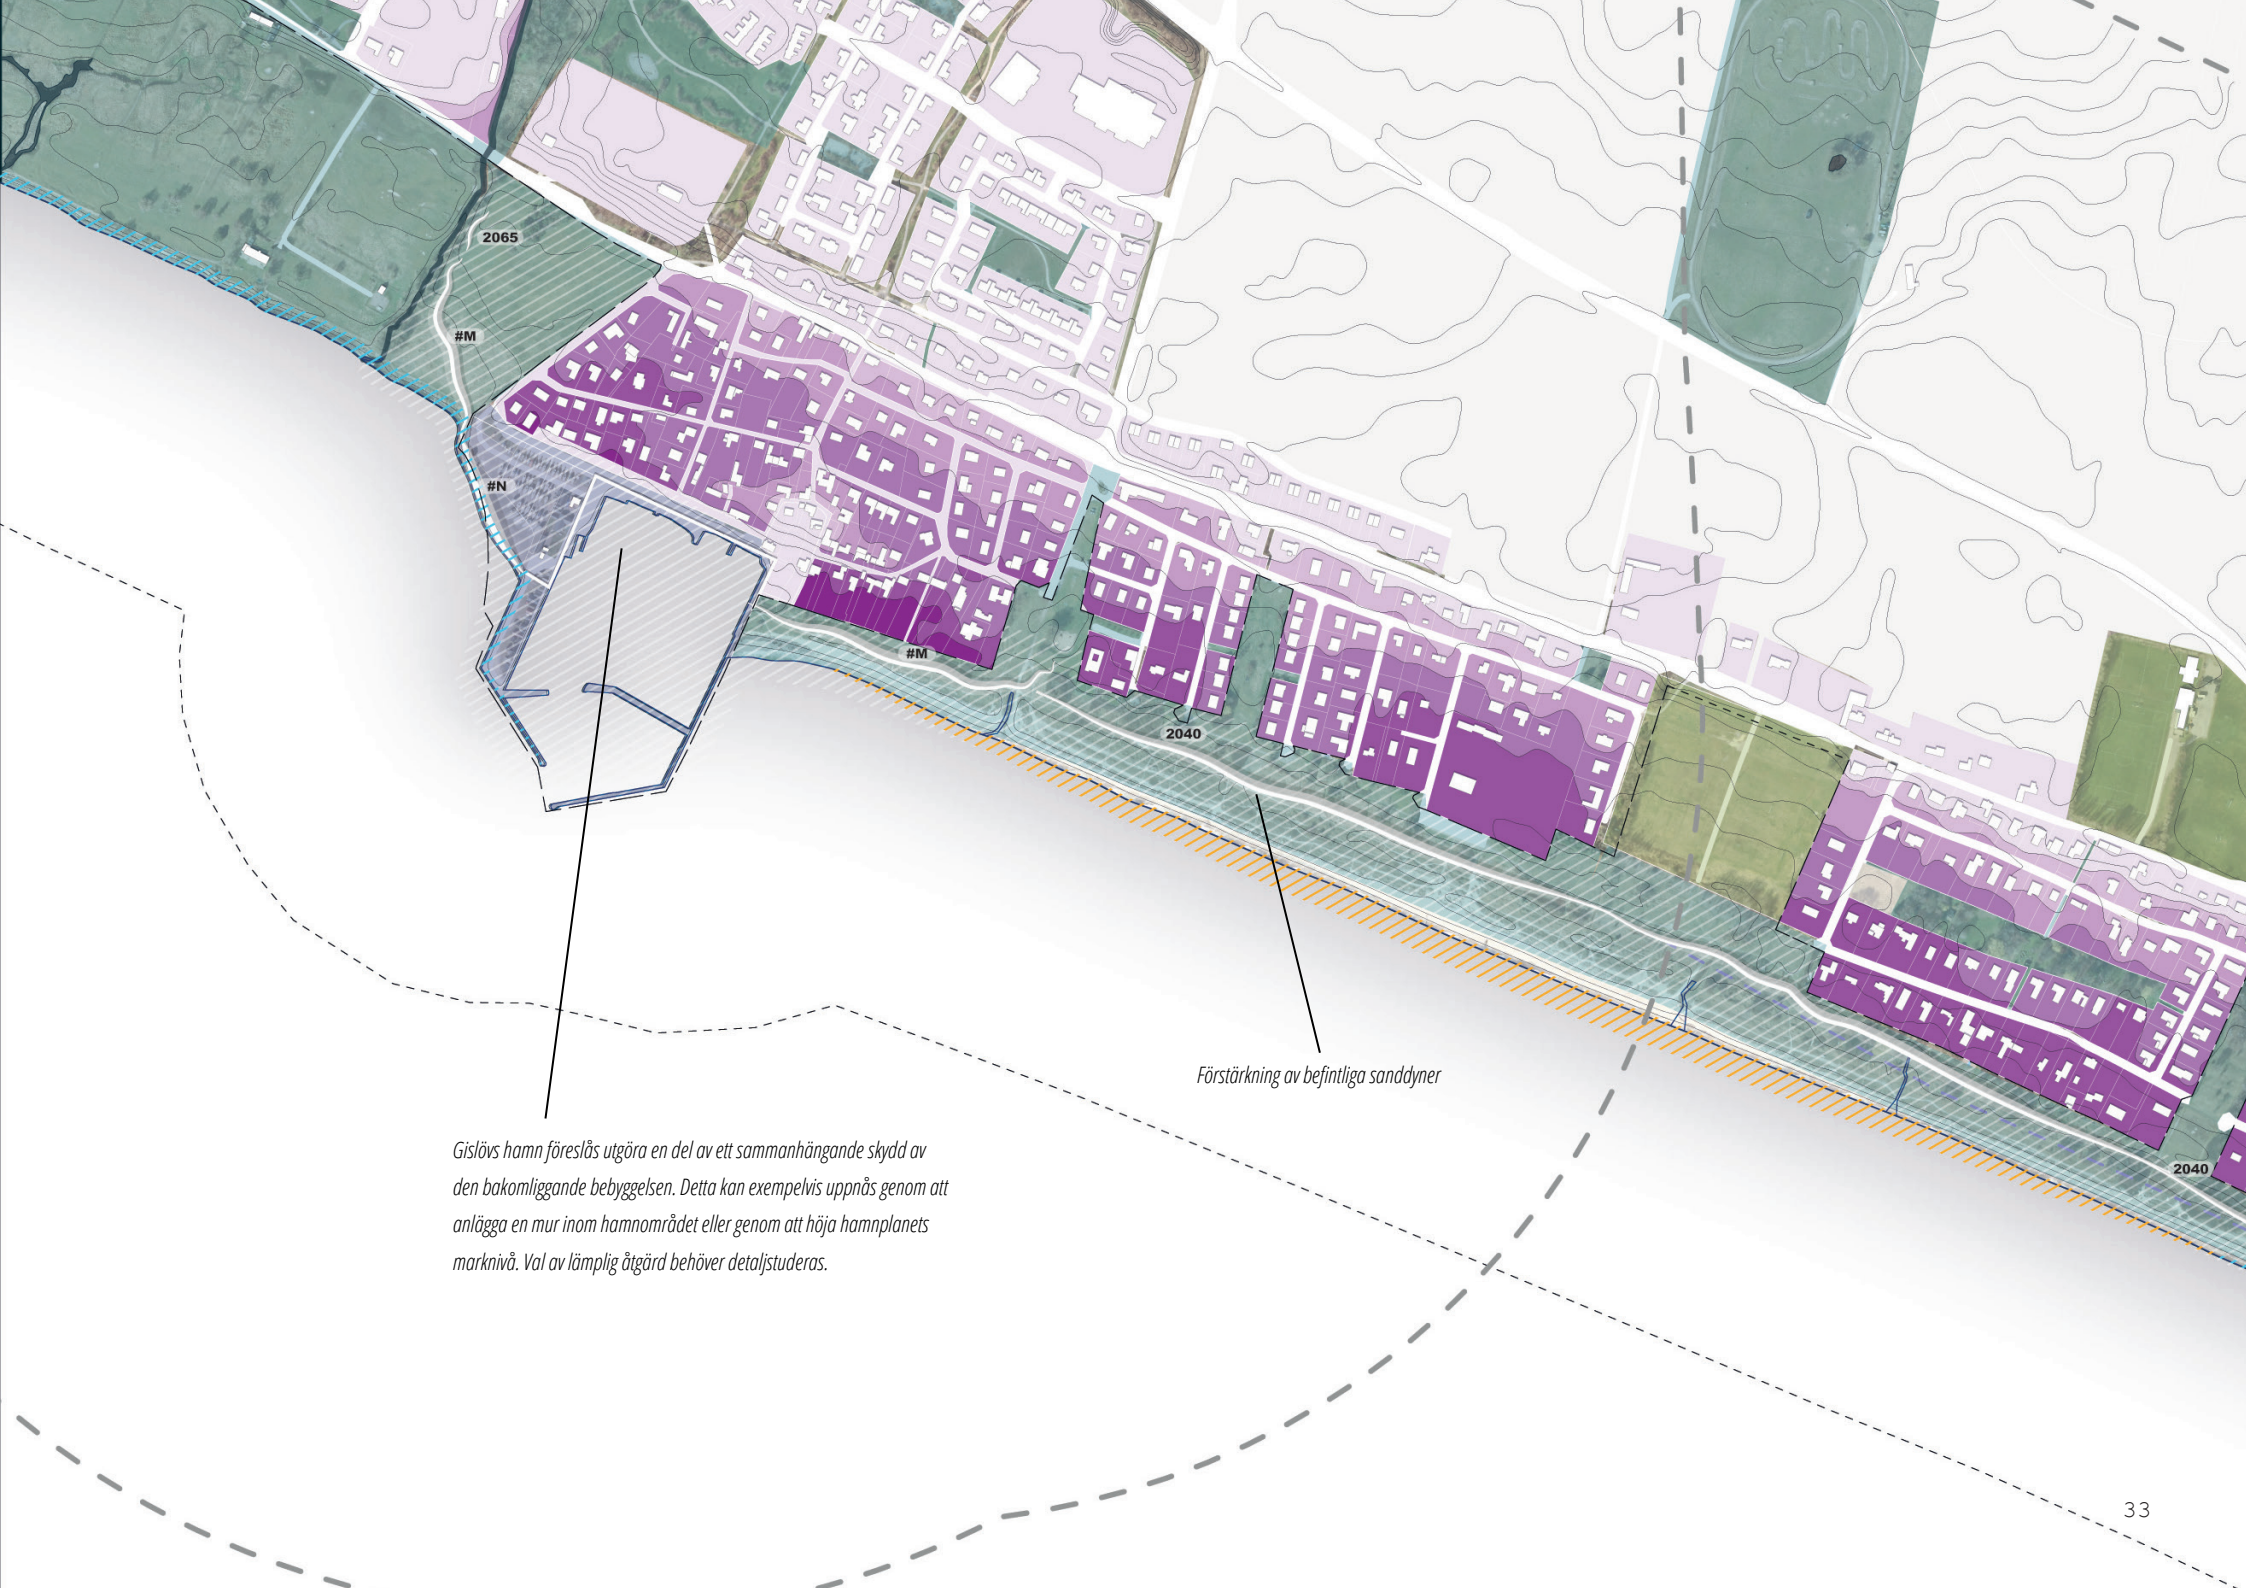 2065
#M
#N
#M
2040
Förstärkning av befintliga sanddyner
Gislövs hamn föreslås utgöra en del av ett sammanhängande skydd av
den bakomliggande bebyggelsen. Detta kan exempelvis uppnås genom att
anlägga en mur inom hamnområdet eller genom att höja hamnplanets
marknivå. Val av lämplig åtgärd behöver detaljstuderas.
2040
33